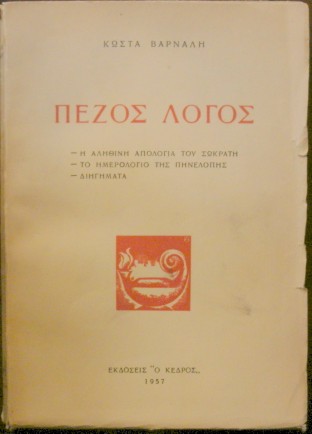 ΚΩΣΤΑ ΒΑΡΝΑΛΗ
ΠΕΖΟΣ ΛΟΓΟΣ
— Η ΑΛΗΘΙΝΗ ΑΠΟΛΟΓΙΑ ΤΟΥ ΣΩΚΡΑΤΗ
— ΤΟ ΗΜΕΡΟΛΟΓΙΟ ΤΗΣ ΠΗΝΕΛΟΠΗΣ
— ΔΙΗΓΗΜΑΤΑ
ΕΚΔΟΣΕΙΣ "Ο ΚΕΔΡΟΣ„
1957